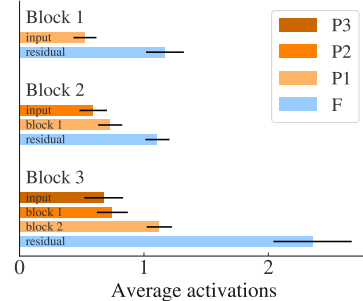 Block 1
input
residual
Block 2
input
block 1
residual
Block 3
input
block 1
block 2
residual
P3
P2
P1
F
0 1 2
Average activations